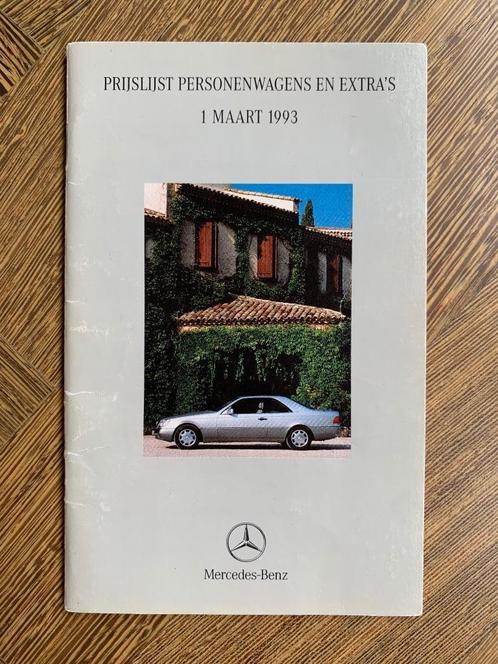 PRIJSLIJST PERSONENWAGENS EN EXTRA'S
1 MAART 1993
Mercedes-Benz